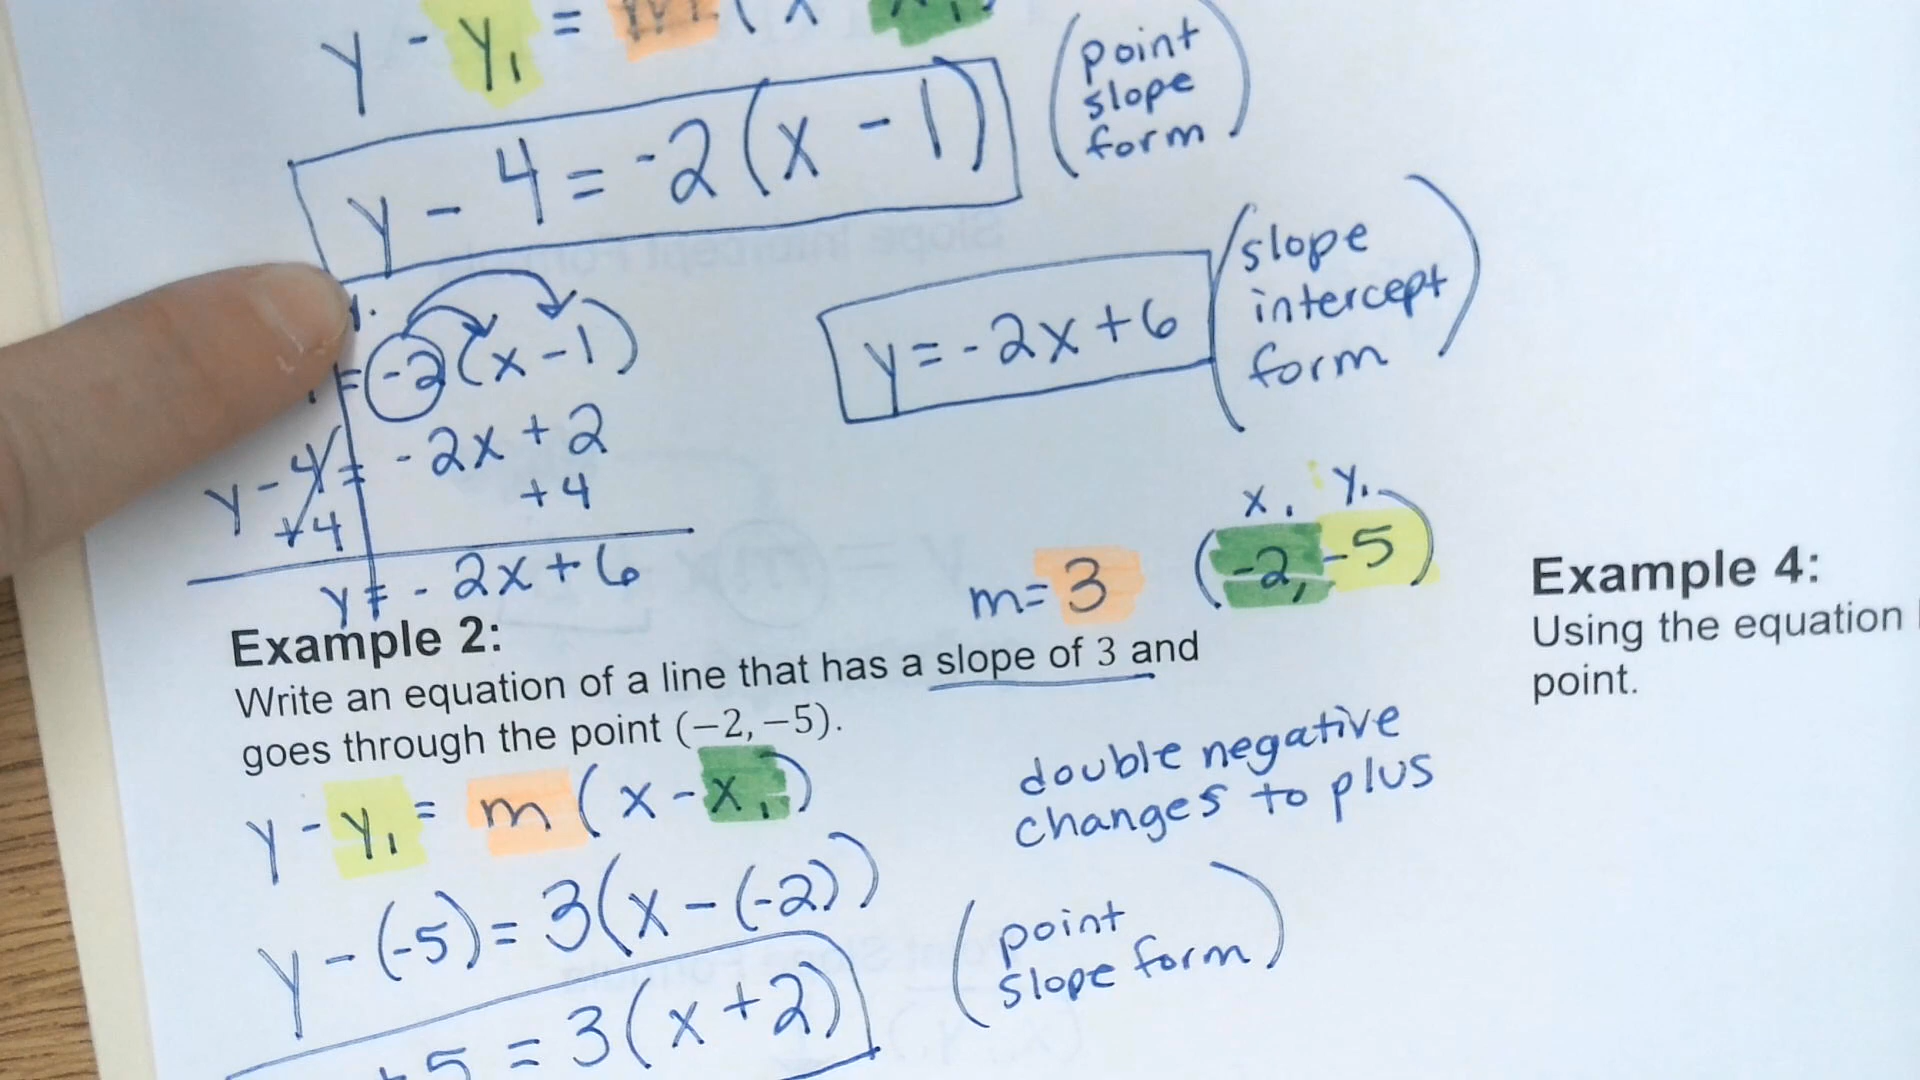 y - y₁ = m (x
y - 4 = -2(x - 1)
(point
slope
form)
= -2(x - 1)
y - 4 = -2x + 2
+4 +4
y = -2x + 6
y = -2x + 6
(slope
intercept
form)
x₁ y₁
m = 3 (-2, -5)
Example 2:
Write an equation of a line that has a slope of 3 and
goes through the point (−2, −5).
y - y₁ = m (x - x₁)
y - (-5) = 3(x - (-2))
+5 = 3(x + 2)
double negative
changes to plus
(point
slope form)
Example 4:
Using the equation
point.